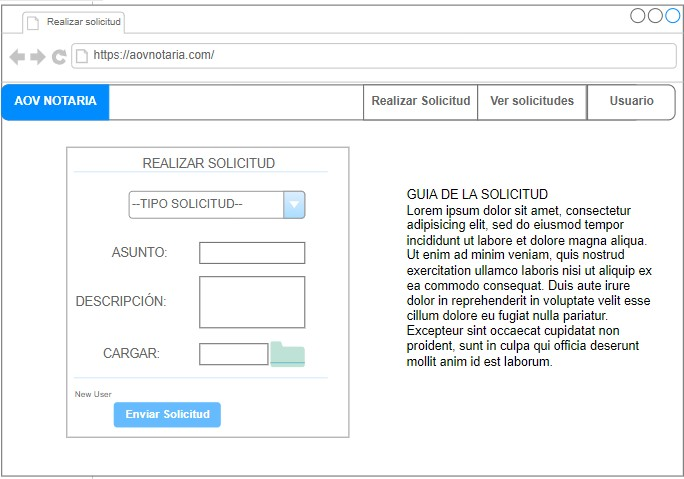 Realizar solicitud
https://aovnotaria.com/
AOV NOTARIA
Realizar Solicitud
Ver solicitudes
Usuario
REALIZAR SOLICITUD
--TIPO SOLICITUD--
ASUNTO:
DESCRIPCIÓN:
CARGAR:
New User
Enviar Solicitud
GUIA DE LA SOLICITUD
Lorem ipsum dolor sit amet, consectetur
adipisicing elit, sed do eiusmod tempor
incididunt ut labore et dolore magna aliqua.
Ut enim ad minim veniam, quis nostrud
exercitation ullamco laboris nisi ut aliquip ex
ea commodo consequat. Duis aute irure
dolor in reprehenderit in voluptate velit esse
cillum dolore eu fugiat nulla pariatur.
Excepteur sint occaecat cupidatat non
proident, sunt in culpa qui officia deserunt
mollit anim id est laborum.